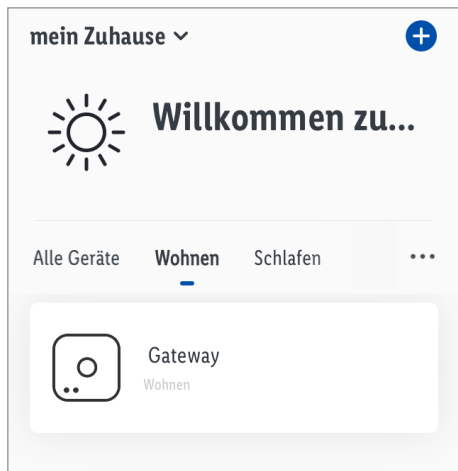 mein Zuhause
Willkommen zu...
Alle Geräte Wohnen Schlafen
Gateway
Wohnen